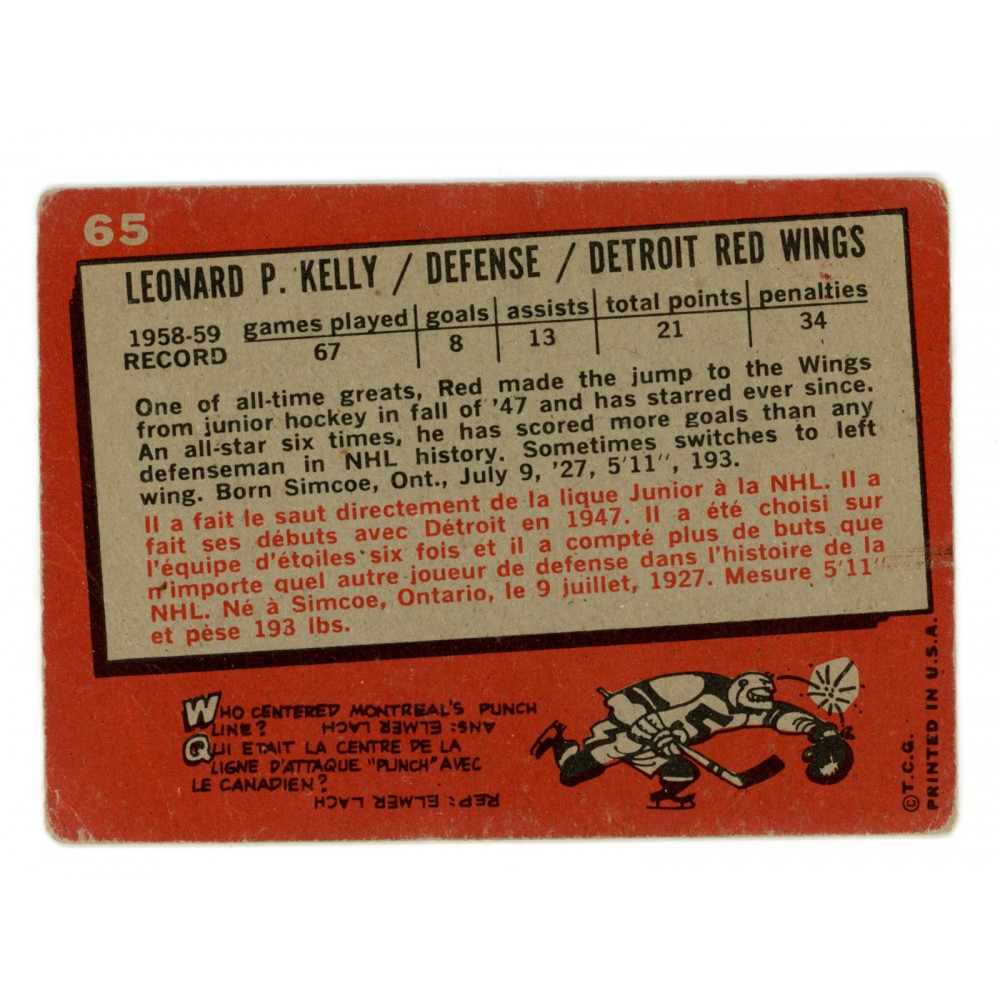 65
LEONARD P. KELLY / DEFENSE / DETROIT RED WINGS
1958-59 RECORD games played goals assists total points penalties
67 8 13 21 34
One of all-time greats, Red made the jump to the Wings
from junior hockey in fall of '47 and has starred ever since.
An all-star six times, he has scored more goals than any
defenseman in NHL history. Sometimes switches to left
wing. Born Simcoe, Ont., July 9, '27, 5'11", 193.
Il a fait le saut directement de la lique Junior à la NHL. Il a
fait ses débuts avec Détroit en 1947. Il a été choisi sur
l'équipe d'étoiles six fois et il a compté plus de buts que
n'importe quel autre joueur de defense dans l'histoire de la
NHL. Né à Simcoe, Ontario, le 9 juillet, 1927. Mesure 5'11"
et pèse 193 lbs.
WHO CENTERED MONTREAL'S PUNCH
LINE? ANS: ELMER LACH
QUI ETAIT LA CENTRE DE LA
LIGNE D'ATTAQUE "PUNCH" AVEC
LE CANADIEN?
REP: ELMER LACH
© T.C.G.
PRINTED IN U.S.A.